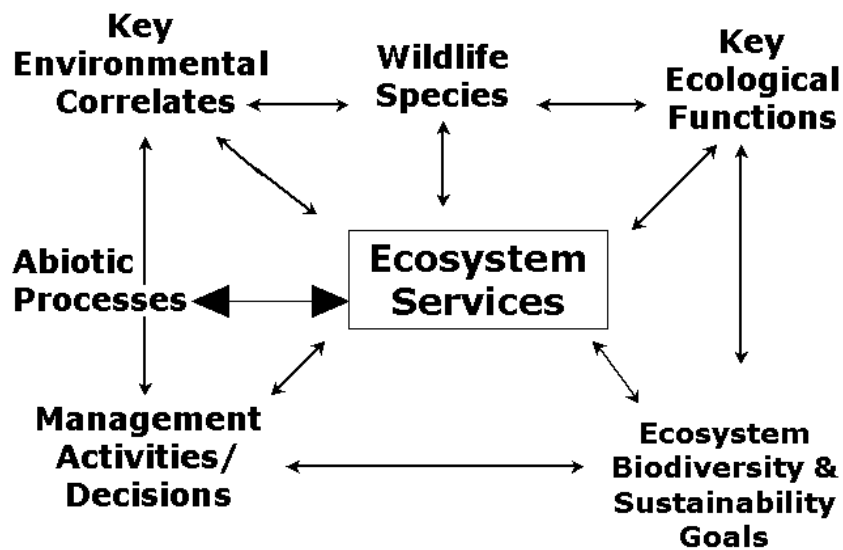 Key
Environmental
Correlates
Wildlife
Species
Key
Ecological
Functions
Abiotic
Processes
Ecosystem
Services
Management
Activities/
Decisions
Ecosystem
Biodiversity &
Sustainability
Goals